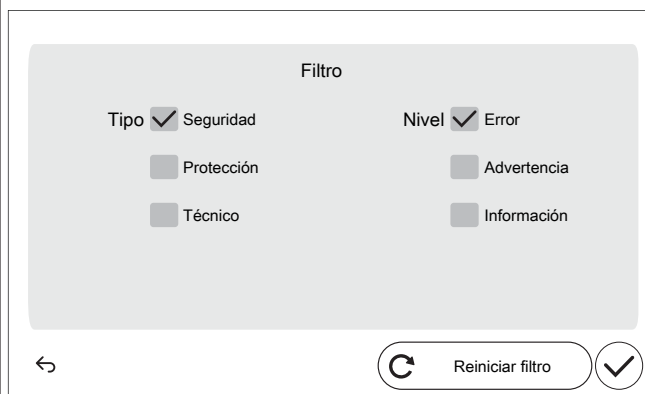 Filtro
Tipo Seguridad Nivel Error
Protección Advertencia
Técnico Información
Reiniciar filtro